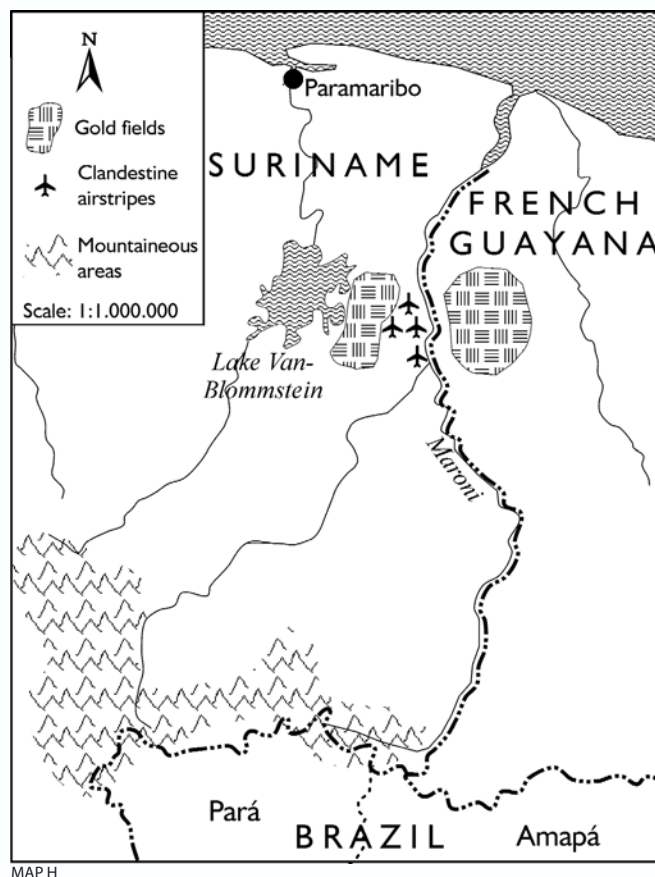 N
Gold fields
Clandestine
airstripes
Mountaineous
areas
Scale: 1:1.000.000
Paramaribo
SURINAME
FRENCH
GUAYANA
Lake Van-
Blommstein
Maroni
Pará
BRAZIL
Amapá
MAP H